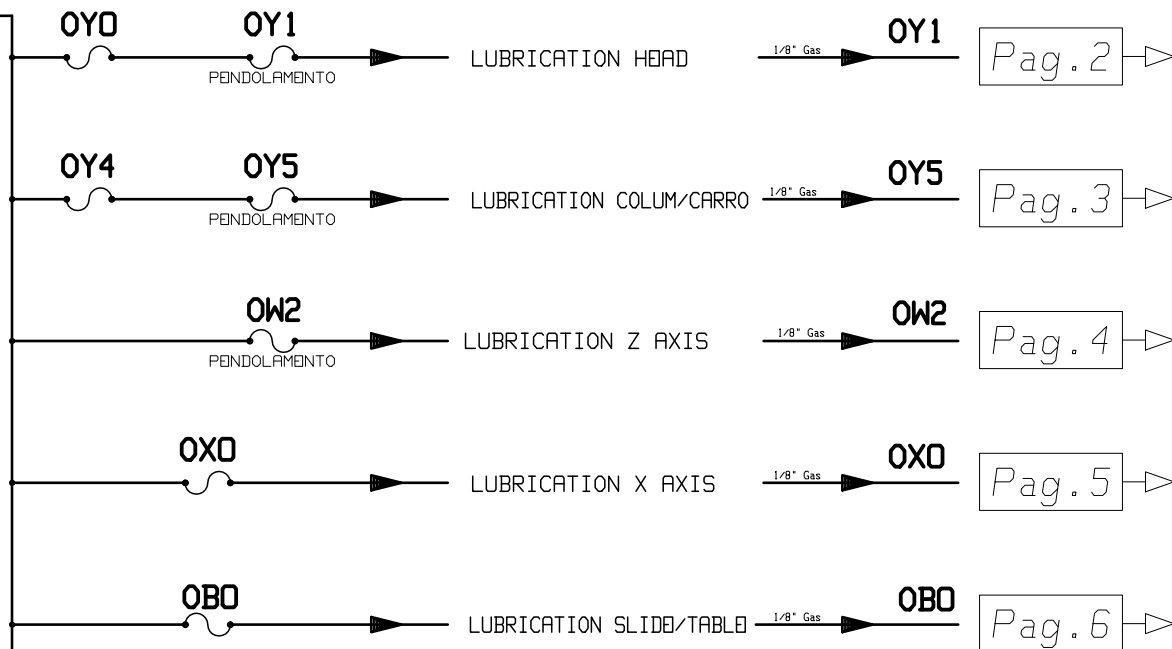 OY0 OY1 OY1
LUBRICATION HEAD 1/8" Gas Pag.2
PENDOLAMENTO
OY4 OY5 OY5
LUBRICATION COLUM/CARRO 1/8" Gas Pag.3
PENDOLAMENTO
OW2 OW2
LUBRICATION Z AXIS 1/8" Gas Pag.4
PENDOLAMENTO
OX0 OX0
LUBRICATION X AXIS 1/8" Gas Pag.5
OB0 OB0
LUBRICATION SLIDE/TABLE 1/8" Gas Pag.6